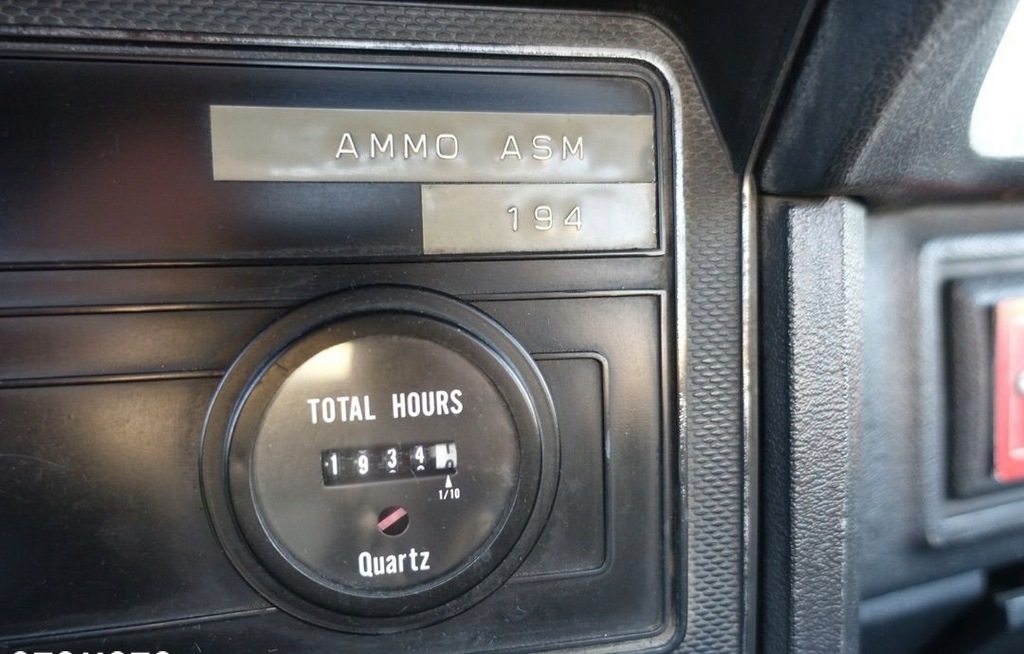 AMMO ASM
194
TOTAL HOURS
1934
1/10
Quartz